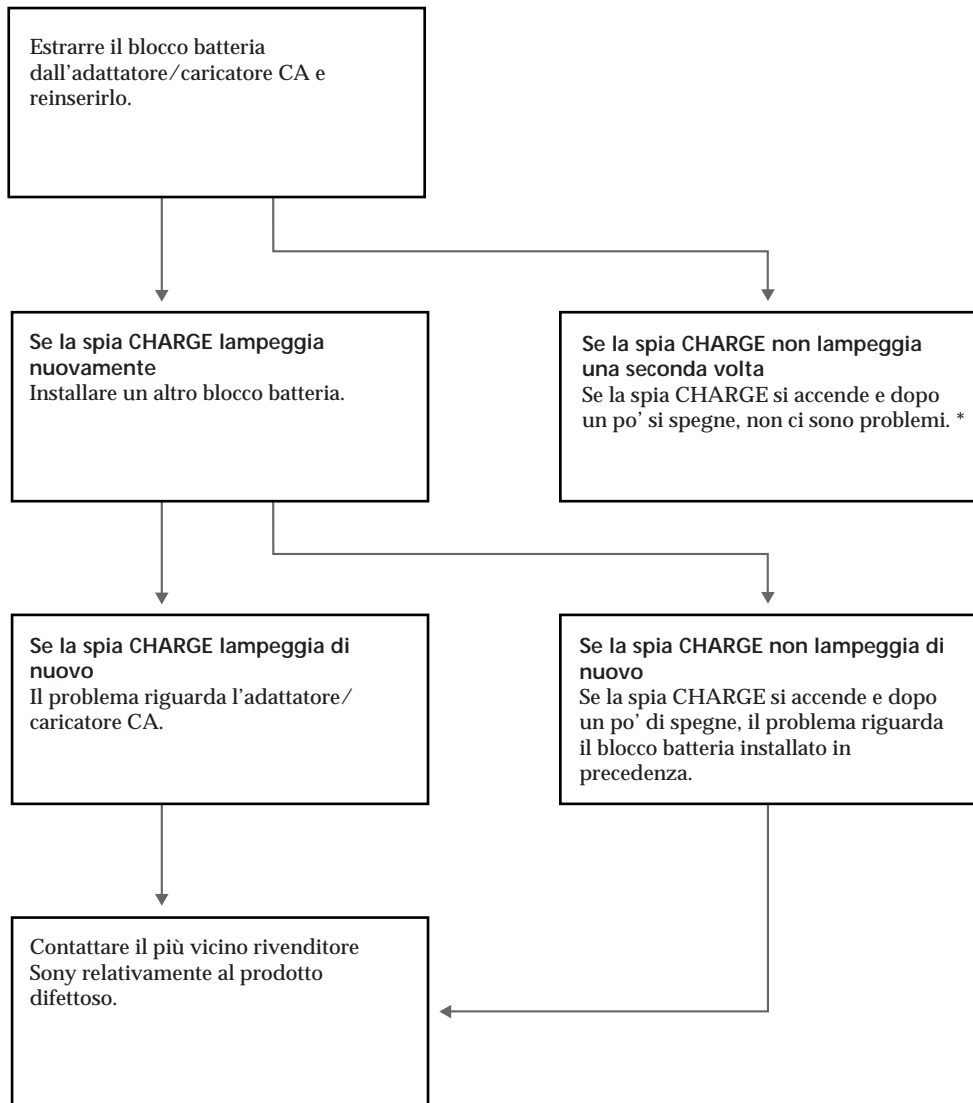 Estrarre il blocco batteria
dall'adattatore/caricatore CA e
reinserirlo.
Se la spia CHARGE lampeggia
nuovamente
Installare un altro blocco batteria.
Se la spia CHARGE non lampeggia
una seconda volta
Se la spia CHARGE si accende e dopo
un po' si spegne, non ci sono problemi. *
Se la spia CHARGE lampeggia di
nuovo
Il problema riguarda l'adattatore/
caricatore CA.
Se la spia CHARGE non lampeggia di
nuovo
Se la spia CHARGE si accende e dopo
un po' di spegne, il problema riguarda
il blocco batteria installato in
precedenza.
Contattare il più vicino rivenditore
Sony relativamente al prodotto
difettoso.